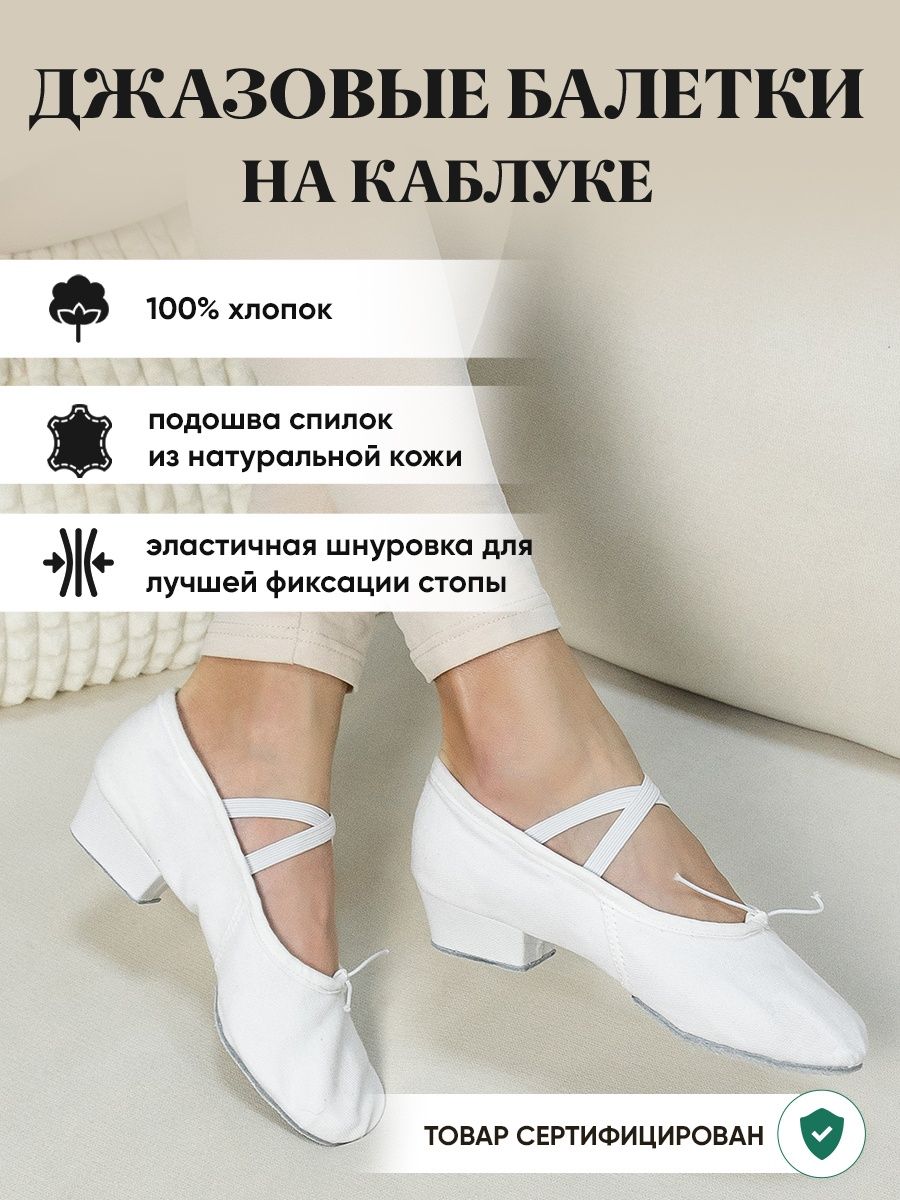 ДЖАЗОВЫЕ БАЛЕТКИ
НА КАБЛУКЕ
100% хлопок
подошва спилок
из натуральной кожи
эластичная шнуровка для
лучшей фиксации стопы
ТОВАР СЕРТИФИЦИРОВАН